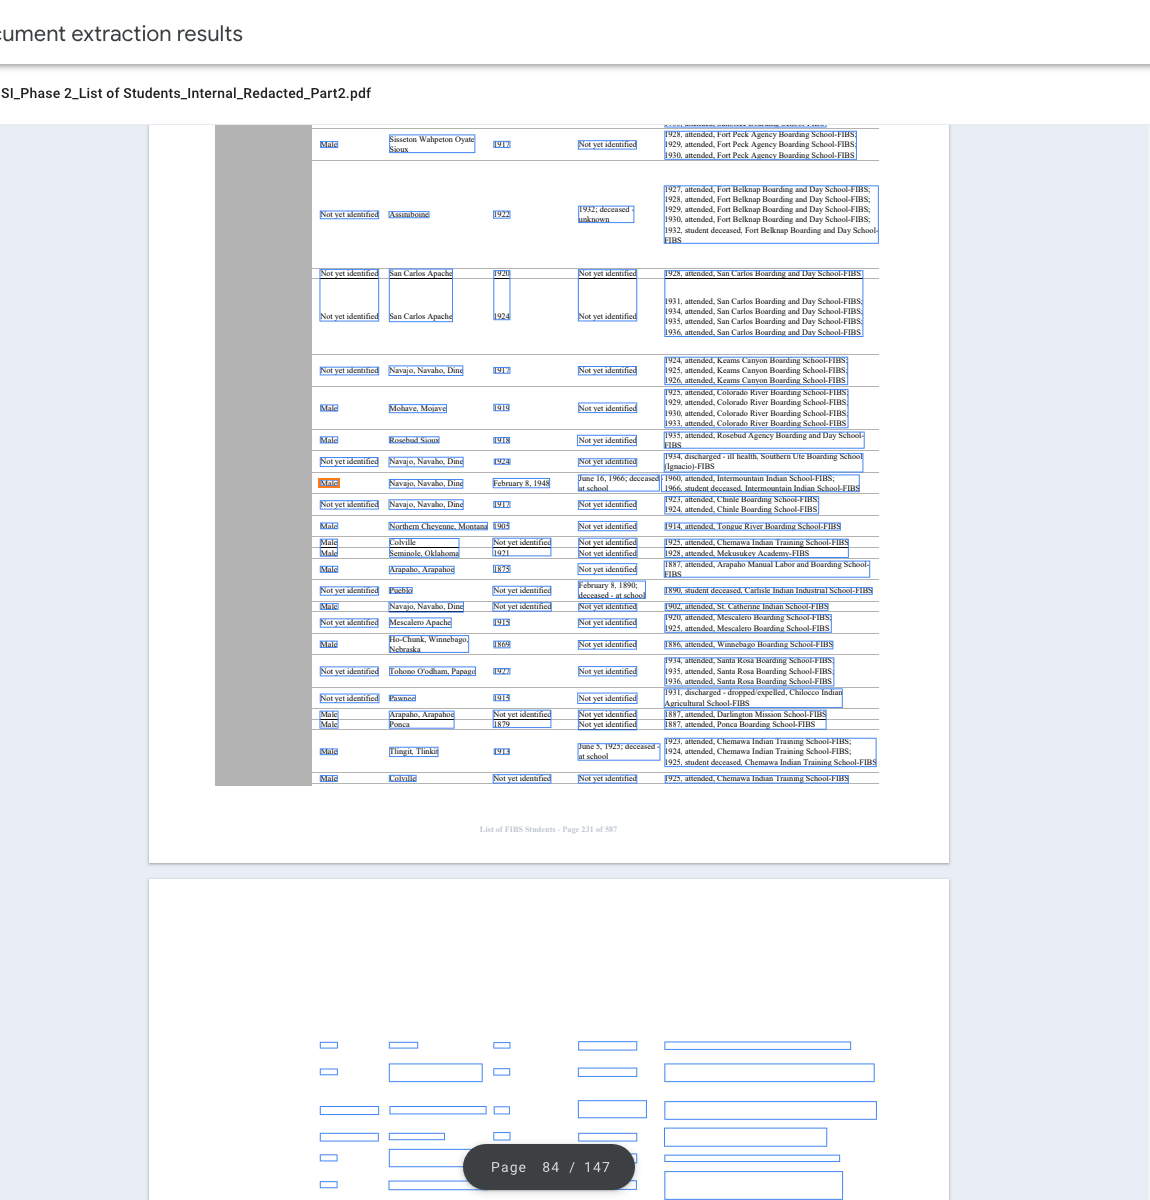 cument extraction results
SI_Phase 2_List of Students_Internal_Redacted_Part2.pdf
Male Sisseton Wahpeton Oyate Sioux 1917 Not yet identified 1928, attended, Fort Peck Agency Boarding School-FIBS;
1929, attended, Fort Peck Agency Boarding School-FIBS;
1930, attended, Fort Peck Agency Boarding School-FIBS
Not yet identified Assiniboine 1922 1932; deceased - unknown 1927, attended, Fort Belknap Boarding and Day School-FIBS;
1928, attended, Fort Belknap Boarding and Day School-FIBS;
1929, attended, Fort Belknap Boarding and Day School-FIBS;
1930, attended, Fort Belknap Boarding and Day School-FIBS;
1932, student deceased, Fort Belknap Boarding and Day School-
FIBS
Not yet identified San Carlos Apache 1920 Not yet identified 1928, attended, San Carlos Boarding and Day School-FIBS
Not yet identified San Carlos Apache 1924 Not yet identified 1931, attended, San Carlos Boarding and Day School-FIBS;
1934, attended, San Carlos Boarding and Day School-FIBS;
1935, attended, San Carlos Boarding and Day School-FIBS;
1936, attended, San Carlos Boarding and Day School-FIBS
Not yet identified Navajo, Navaho, Dine 1917 Not yet identified 1924, attended, Keams Canyon Boarding School-FIBS;
1925, attended, Keams Canyon Boarding School-FIBS;
1926, attended, Keams Canyon Boarding School-FIBS
Male Mohave, Mojave 1919 Not yet identified 1925, attended, Colorado River Boarding School-FIBS;
1929, attended, Colorado River Boarding School-FIBS;
1930, attended, Colorado River Boarding School-FIBS;
1933, attended, Colorado River Boarding School-FIBS
Male Rosebud Sioux 1918 Not yet identified 1935, attended, Rosebud Agency Boarding and Day School-
FIBS
Not yet identified Navajo, Navaho, Dine 1924 Not yet identified 1934, discharged - ill health, Southern Ute Boarding School
(Ignacio)-FIBS
Male Navajo, Navaho, Dine February 8, 1948 June 16, 1966; deceased - at school 1960, attended, Intermountain Indian School-FIBS;
1966, student deceased, Intermountain Indian School-FIBS
Not yet identified Navajo, Navaho, Dine 1917 Not yet identified 1923, attended, Chinle Boarding School-FIBS;
1924, attended, Chinle Boarding School-FIBS
Male Northern Cheyenne, Montana 1905 Not yet identified 1914, attended, Tongue River Boarding School-FIBS
Male Colville Not yet identified Not yet identified 1925, attended, Chemawa Indian Training School-FIBS
Male Seminole, Oklahoma 1921 Not yet identified 1928, attended, Mekusukey Academy-FIBS
Male Arapaho, Arapahoe 1875 Not yet identified 1887, attended, Arapaho Manual Labor and Boarding School-
FIBS
Not yet identified Pueblo Not yet identified February 8, 1890; deceased - at school 1890, student deceased, Carlisle Indian Industrial School-FIBS
Male Navajo, Navaho, Dine Not yet identified Not yet identified 1902, attended, St. Catherine Indian School-FIBS
Not yet identified Mescalero Apache 1915 Not yet identified 1920, attended, Mescalero Boarding School-FIBS;
1925, attended, Mescalero Boarding School-FIBS
Male Ho-Chunk, Winnebago, Nebraska 1869 Not yet identified 1886, attended, Winnebago Boarding School-FIBS
Not yet identified Tohono O'odham, Papago 1927 Not yet identified 1934, attended, Santa Rosa Boarding School-FIBS;
1935, attended, Santa Rosa Boarding School-FIBS;
1936, attended, Santa Rosa Boarding School-FIBS
Not yet identified Pawnee 1915 Not yet identified 1931, discharged - dropped/expelled, Chilocco Indian
Agricultural School-FIBS
Male Arapaho, Arapahoe Not yet identified Not yet identified 1887, attended, Darlington Mission School-FIBS
Male Ponca 1879 Not yet identified 1887, attended, Ponca Boarding School-FIBS
Male Tlingit, Tlinkit 1913 June 5, 1925; deceased - at school 1923, attended, Chemawa Indian Training School-FIBS;
1924, attended, Chemawa Indian Training School-FIBS;
1925, student deceased, Chemawa Indian Training School-FIBS
Male Colville Not yet identified Not yet identified 1925, attended, Chemawa Indian Training School-FIBS
List of FIBS Students - Page 231 of 587
Page 84 / 147